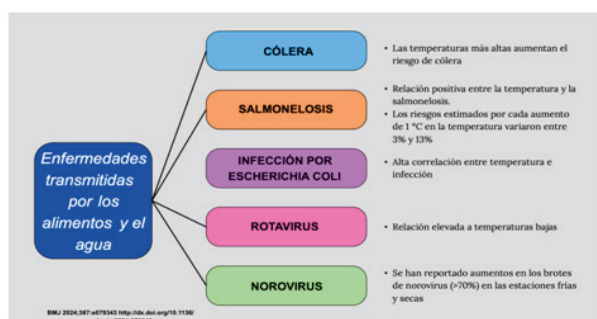 Enfermedades
transmitidas
por los
alimentos y el
agua
CÓLERA
• Las temperaturas más altas aumentan el
riesgo de cólera
SALMONELOSIS
• Relación positiva entre la temperatura y la
salmonelosis.
• Los riesgos estimados por cada aumento
de 1 °C en la temperatura variaron entre
3% y 13%
INFECCIÓN POR
ESCHERICHIA COLI
• Alta correlación entre temperatura e
infección
ROTAVIRUS
• Relación elevada a temperaturas bajas
NOROVIRUS
• Se han reportado aumentos en los brotes
de norovirus (>70%) en las estaciones frías
y secas
BMJ 2024;387:e079343 http://dx.doi.org/10.1136/